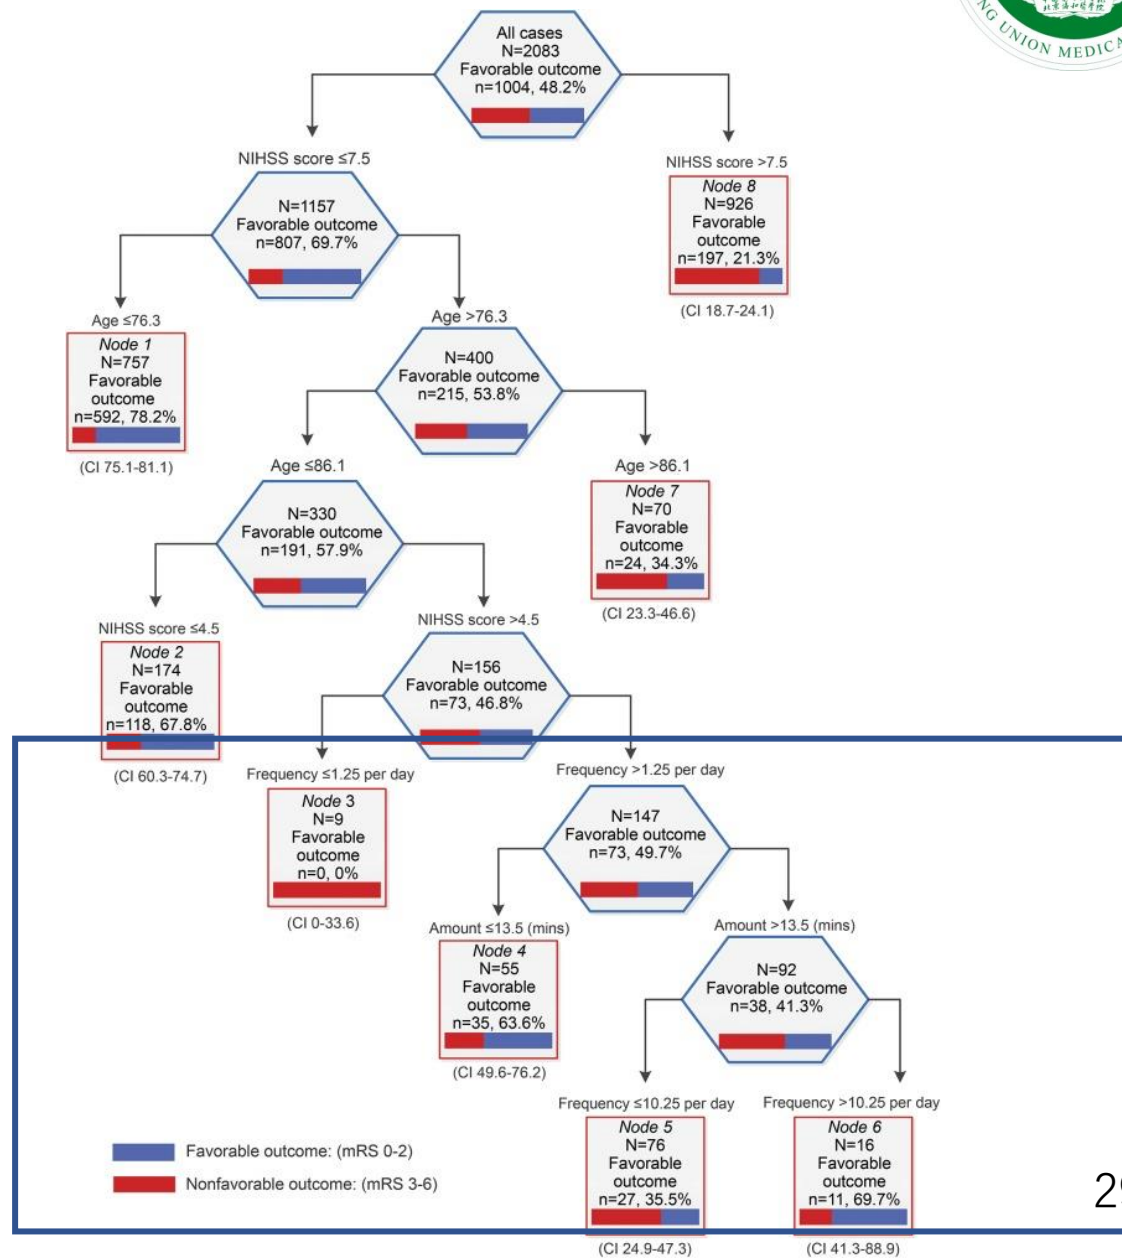 NG UNION MEDICA
All cases
N=2083
Favorable outcome
n=1004, 48.2%
NIHSS score ≤7.5
N=1157
Favorable outcome
n=807, 69.7%
NIHSS score >7.5
Node 8
N=926
Favorable
outcome
n=197, 21.3%
(CI 18.7-24.1)
Age ≤76.3
Node 1
N=757
Favorable
outcome
n=592, 78.2%
(CI 75.1-81.1)
Age >76.3
N=400
Favorable outcome
n=215, 53.8%
Age ≤86.1
N=330
Favorable outcome
n=191, 57.9%
Age >86.1
Node 7
N=70
Favorable
outcome
n=24, 34.3%
(CI 23.3-46.6)
NIHSS score ≤4.5
Node 2
N=174
Favorable
outcome
n=118, 67.8%
(CI 60.3-74.7)
NIHSS score >4.5
N=156
Favorable outcome
n=73, 46.8%
Frequency ≤1.25 per day
Node 3
N=9
Favorable
outcome
n=0, 0%
(CI 0-33.6)
Frequency >1.25 per day
N=147
Favorable outcome
n=73, 49.7%
Amount ≤13.5 (mins)
Node 4
N=55
Favorable
outcome
n=35, 63.6%
(CI 49.6-76.2)
Amount >13.5 (mins)
N=92
Favorable outcome
n=38, 41.3%
Frequency ≤10.25 per day
Node 5
N=76
Favorable
outcome
n=27, 35.5%
(CI 24.9-47.3)
Frequency >10.25 per day
Node 6
N=16
Favorable
outcome
n=11, 69.7%
(CI 41.3-88.9)
Favorable outcome: (mRS 0-2)
Nonfavorable outcome: (mRS 3-6)